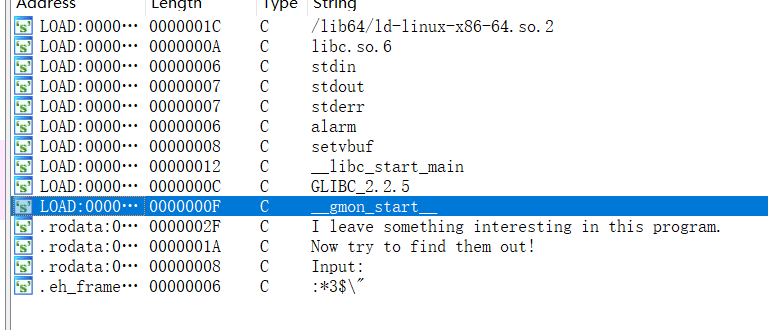 Address Length Type String
's' LOAD:0000··· 0000001C C /lib64/ld-linux-x86-64.so.2
's' LOAD:0000··· 0000000A C libc.so.6
's' LOAD:0000··· 00000006 C stdin
's' LOAD:0000··· 00000007 C stdout
's' LOAD:0000··· 00000007 C stderr
's' LOAD:0000··· 00000006 C alarm
's' LOAD:0000··· 00000008 C setvbuf
's' LOAD:0000··· 00000012 C __libc_start_main
's' LOAD:0000··· 0000000C C GLIBC_2.2.5
's' LOAD:0000··· 0000000F C __gmon_start__
's' .rodata:0··· 0000002F C I leave something interesting in this program.
's' .rodata:0··· 0000001A C Now try to find them out!
's' .rodata:0··· 00000008 C Input:
's' .eh_frame··· 00000006 C :*3$\"